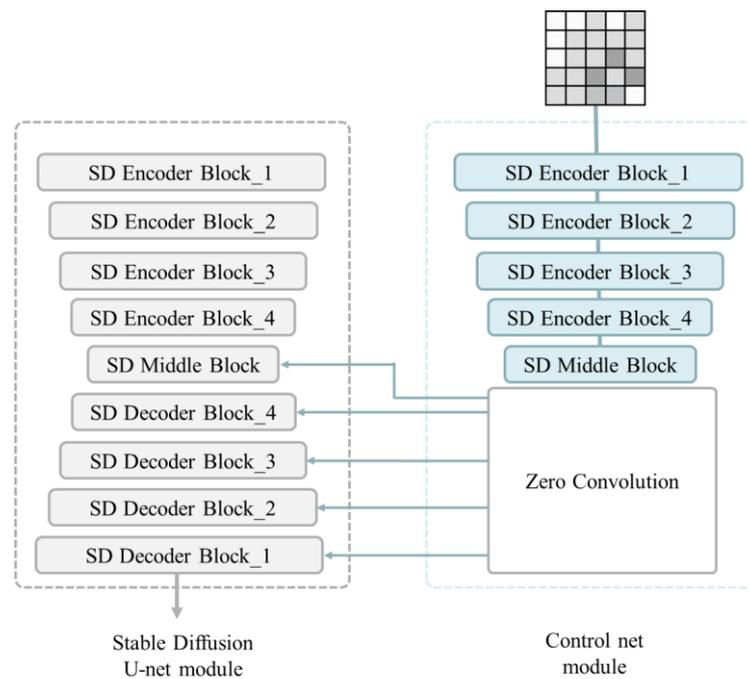 SD Encoder Block_1
SD Encoder Block_2
SD Encoder Block_3
SD Encoder Block_4
SD Middle Block
SD Decoder Block_4
SD Decoder Block_3
SD Decoder Block_2
SD Decoder Block_1
Stable Diffusion
U-net module
SD Encoder Block_1
SD Encoder Block_2
SD Encoder Block_3
SD Encoder Block_4
SD Middle Block
Zero Convolution
Control net
module